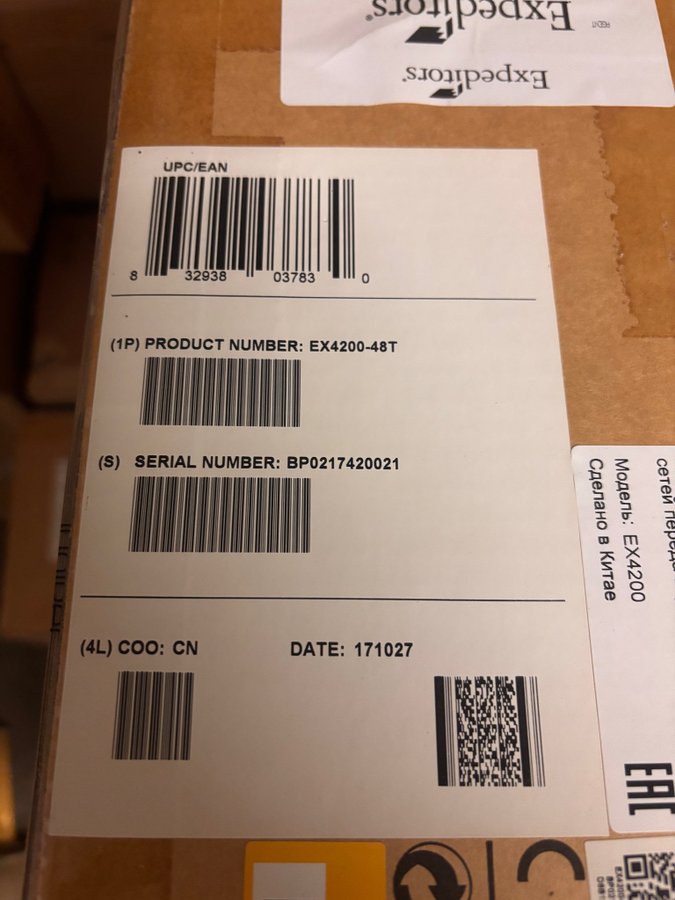 Expeditors®
Expeditors®
UPC/EAN
8 32938 03783 0
(1P) PRODUCT NUMBER: EX4200-48T
(S) SERIAL NUMBER: BP0217420021
(4L) COO: CN DATE: 171027
Модель: EX4200
Сделано в Китае
EAC